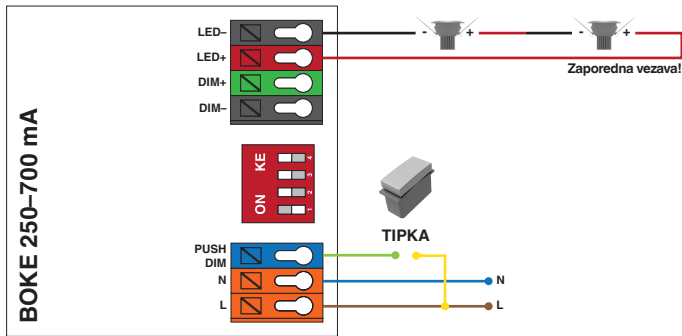 BOKE 250–700 mA
LED–
LED+
DIM+
DIM–
- +
- +
Zaporedna vezava!
ON KE
1 2 3 4
TIPKA
PUSH
DIM
N
L
N
L